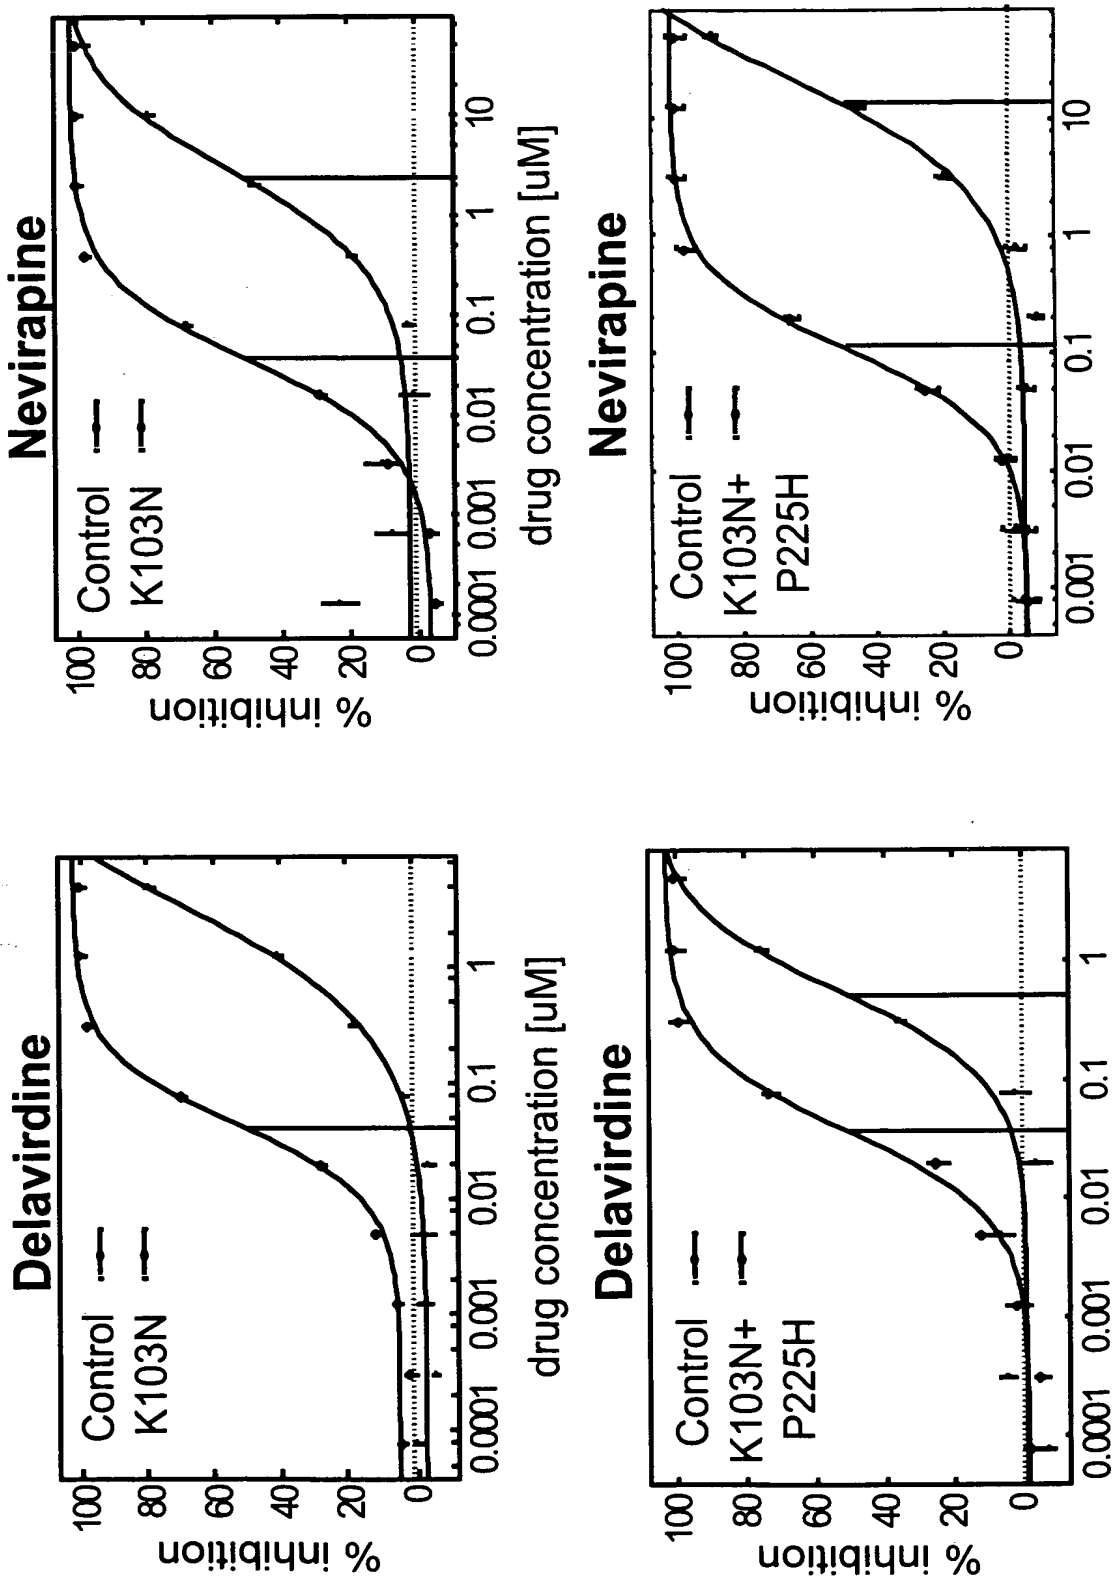 Delavirdine
% inhibition
100
80
60
40
20
0
Control
K103N
0.0001
0.001
0.01
0.1
1
drug concentration [uM]
Nevirapine
% inhibition
100
80
60
40
20
0
Control
K103N
0.0001
0.001
0.01
0.1
1
10
drug concentration [uM]
Delavirdine
% inhibition
100
80
60
40
20
0
Control
K103N+
P225H
0.0001
0.001
0.01
0.1
1
Nevirapine
% inhibition
100
80
60
40
20
0
Control
K103N+
P225H
0.001
0.01
0.1
1
10